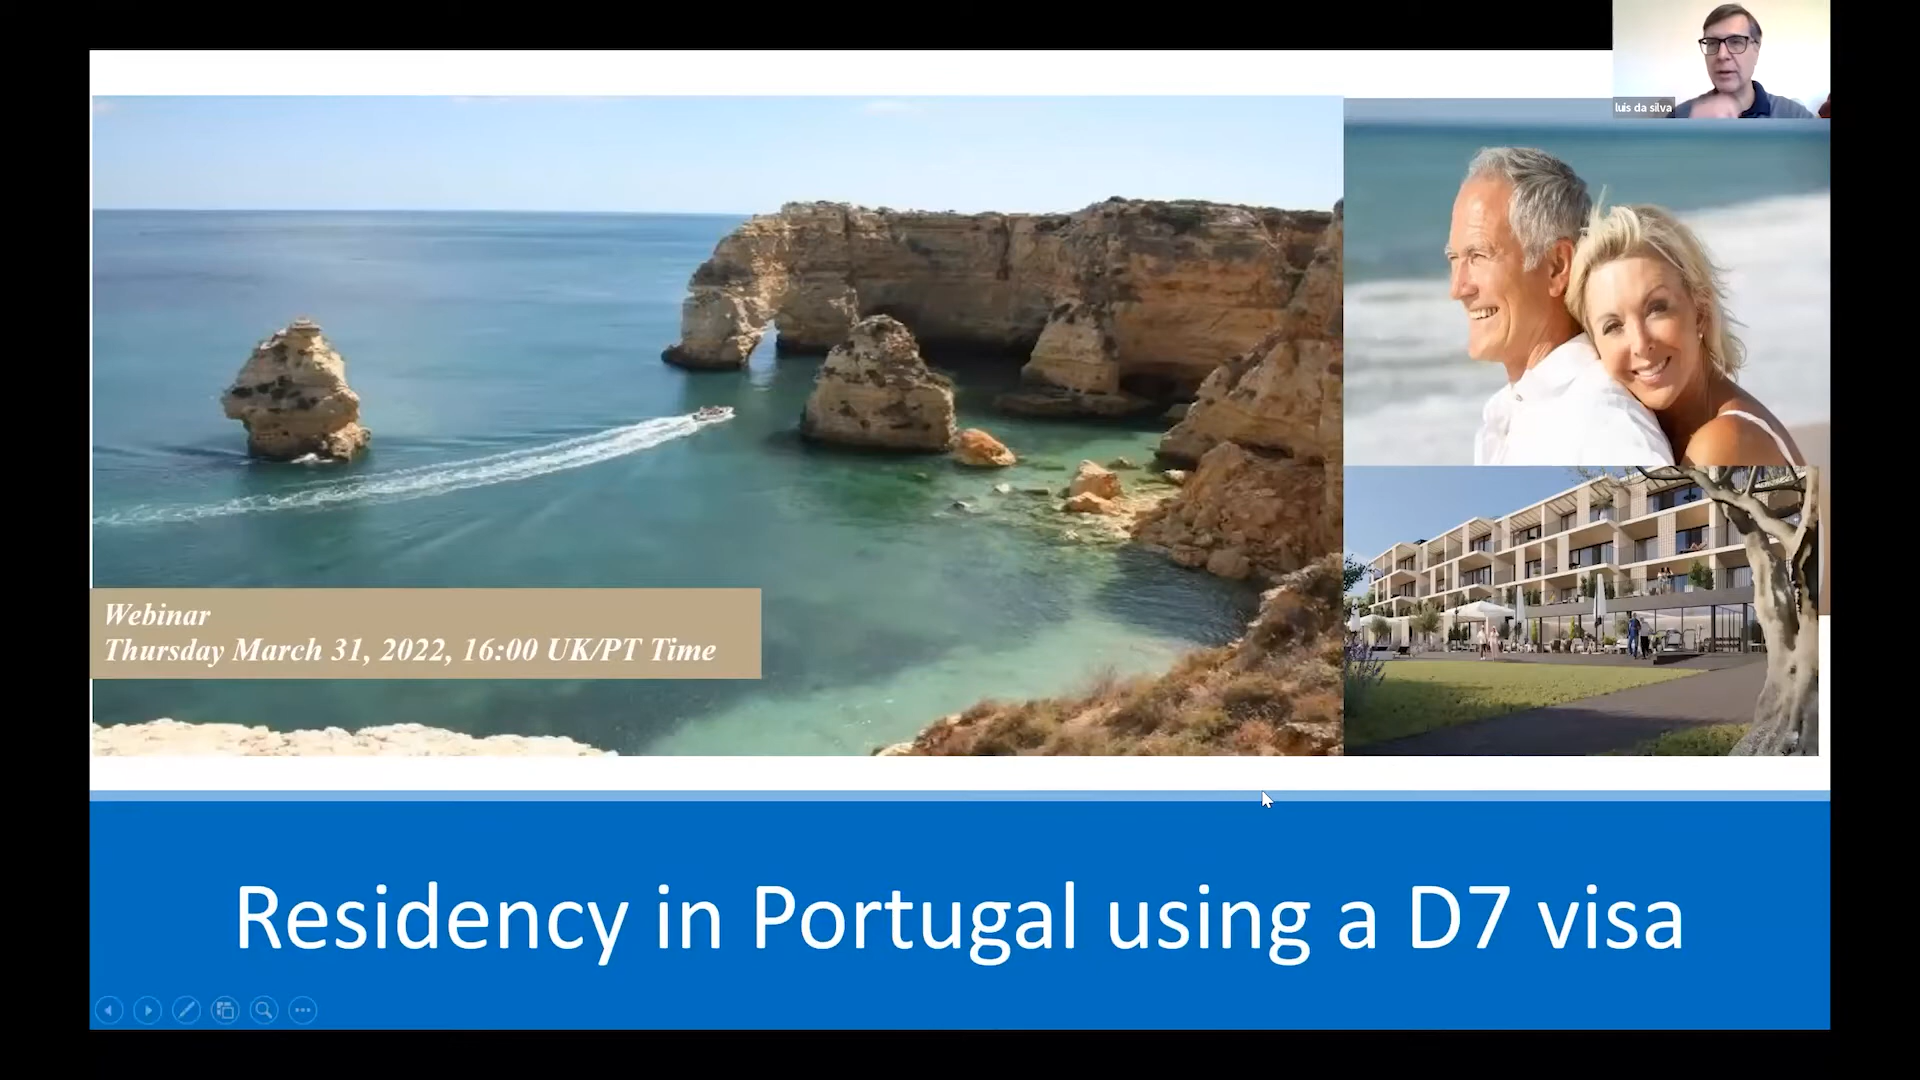 luis da silva
Webinar
Thursday March 31, 2022, 16:00 UK/PT Time
Residency in Portugal using a D7 visa